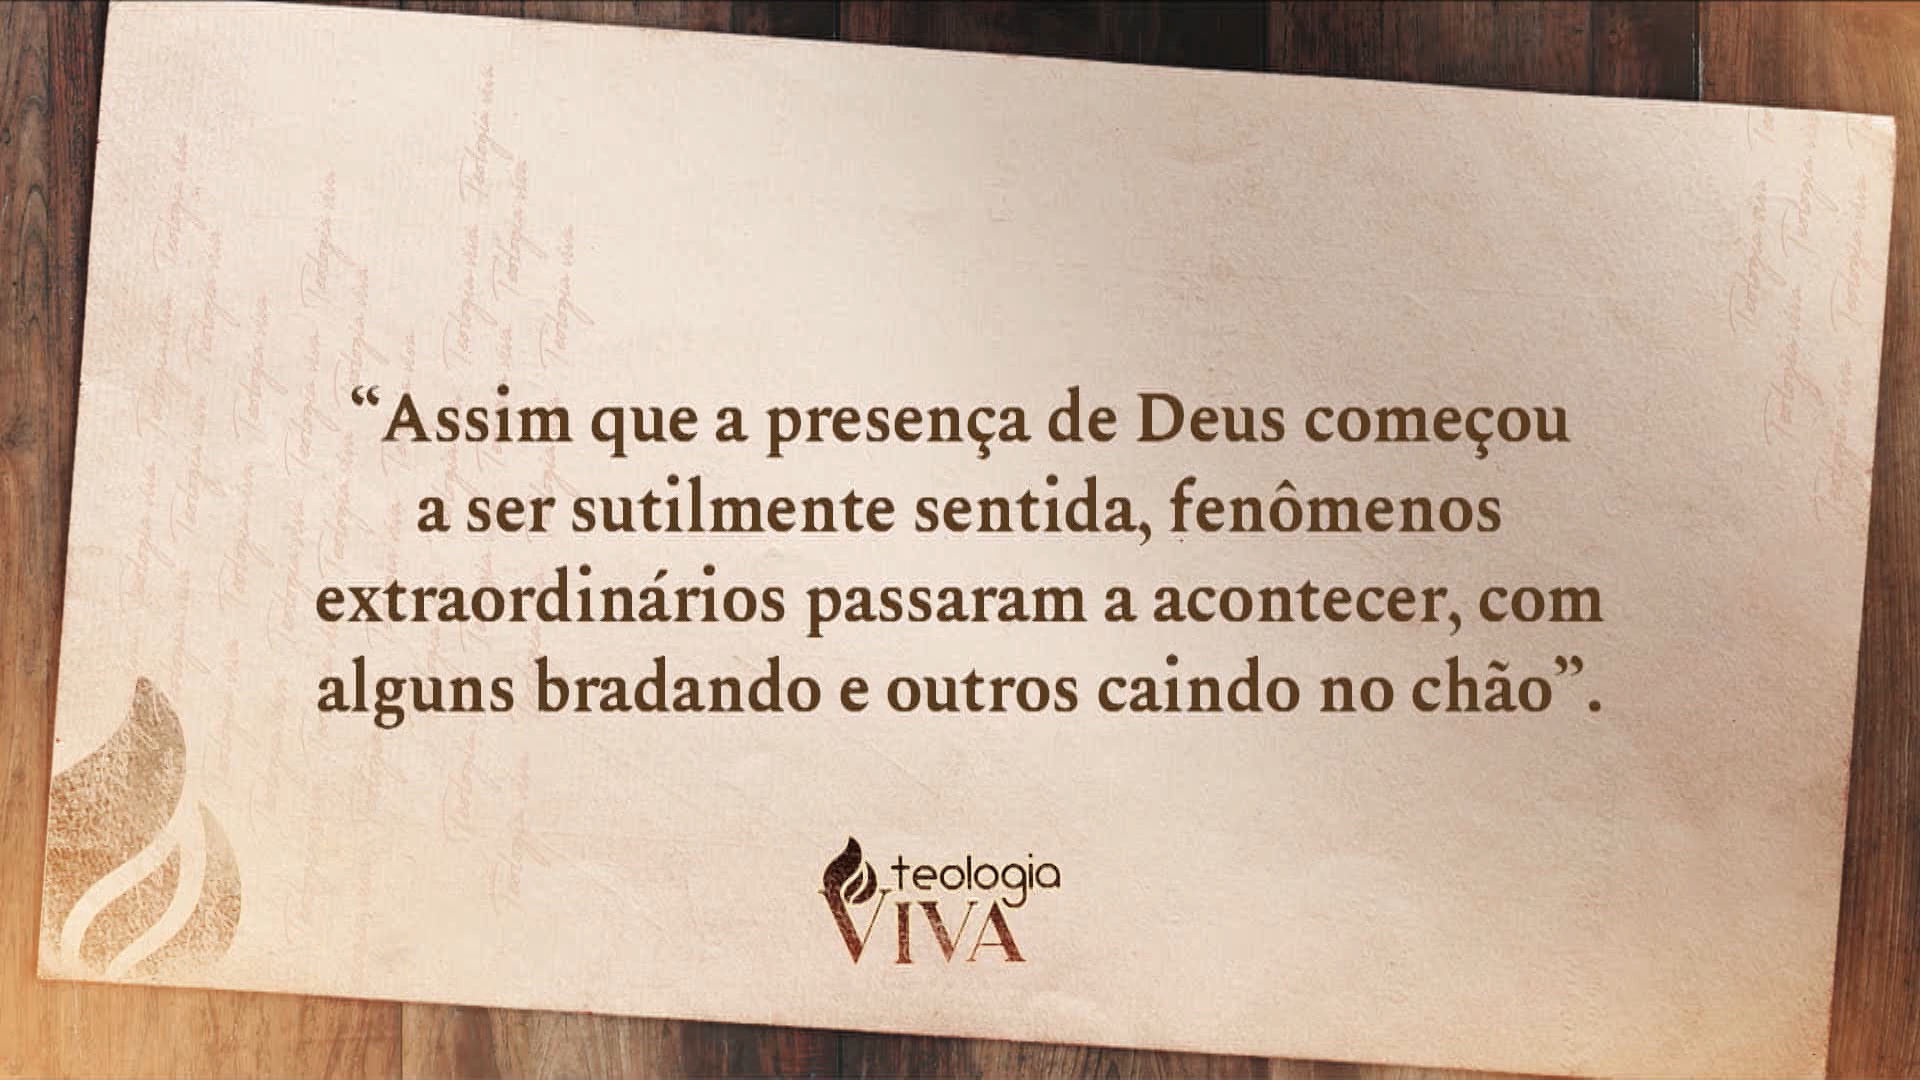 “Assim que a presença de Deus começou
a ser sutilmente sentida, fenômenos
extraordinários passaram a acontecer, com
alguns bradando e outros caindo no chão”.
teologia
VIVA